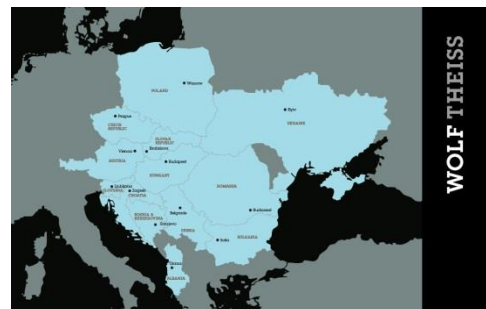 WOLF THEISS
Warsaw
POLAND
Kyiv
UKRAINE
Prague
CZECH
REPUBLIC
SLOVAK
REPUBLIC
Bratislava
Vienna
AUSTRIA
Budapest
HUNGARY
Ljubljana
SLOVENIA
Zagreb
CROATIA
ROMANIA
Bucharest
BOSNIA &
HERZEGOVINA
Belgrade
Sarajevo
SERBIA
Sofia
BULGARIA
Tirana
ALBANIA